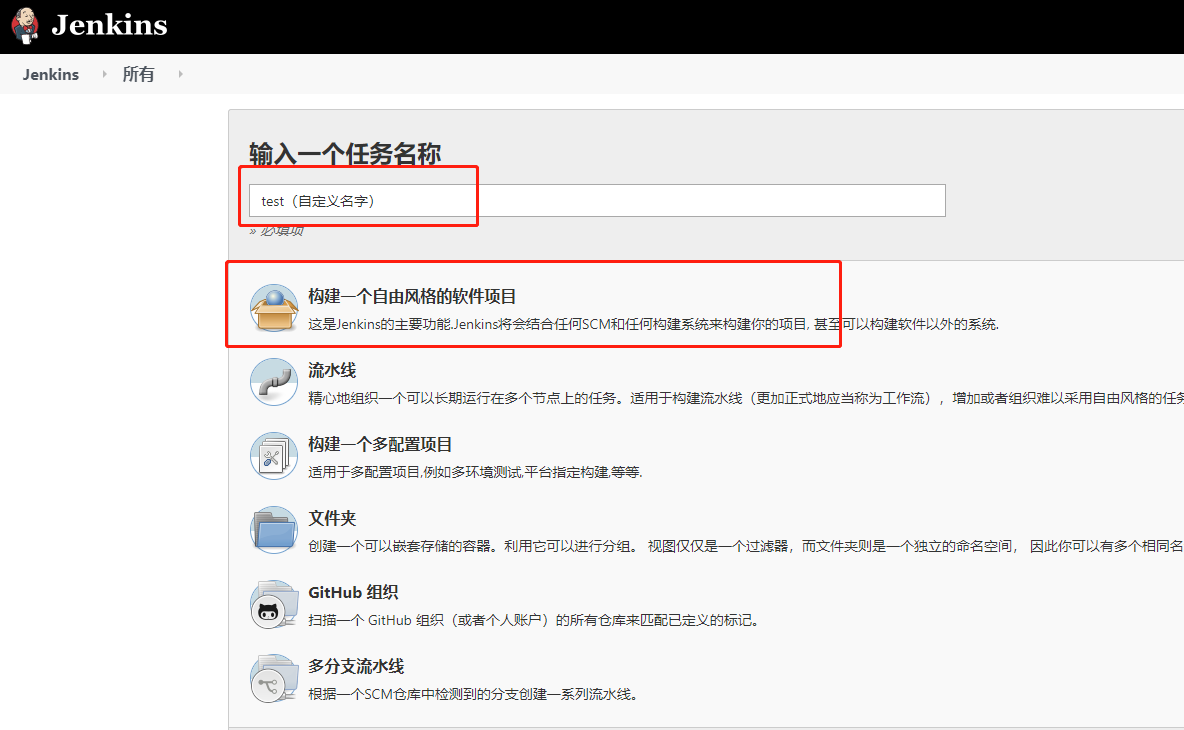 Jenkins
Jenkins 所有
输入一个任务名称
test（自定义名字）
» 必填项
构建一个自由风格的软件项目
这是Jenkins的主要功能.Jenkins将会结合任何SCM和任何构建系统来构建你的项目, 甚至可以构建软件以外的系统.
流水线
精心地组织一个可以长期运行在多个节点上的任务。适用于构建流水线（更加正式地应当称为工作流），增加或者组织难以采用自由风格的任务
构建一个多配置项目
适用于多配置项目,例如多环境测试,平台指定构建,等等.
文件夹
创建一个可以嵌套存储的容器。利用它可以进行分组。 视图仅仅是一个过滤器，而文件夹则是一个独立的命名空间， 因此你可以有多个相同名
GitHub 组织
扫描一个 GitHub 组织（或者个人账户）的所有仓库来匹配已定义的标记。
多分支流水线
根据一个SCM仓库中检测到的分支创建一系列流水线。